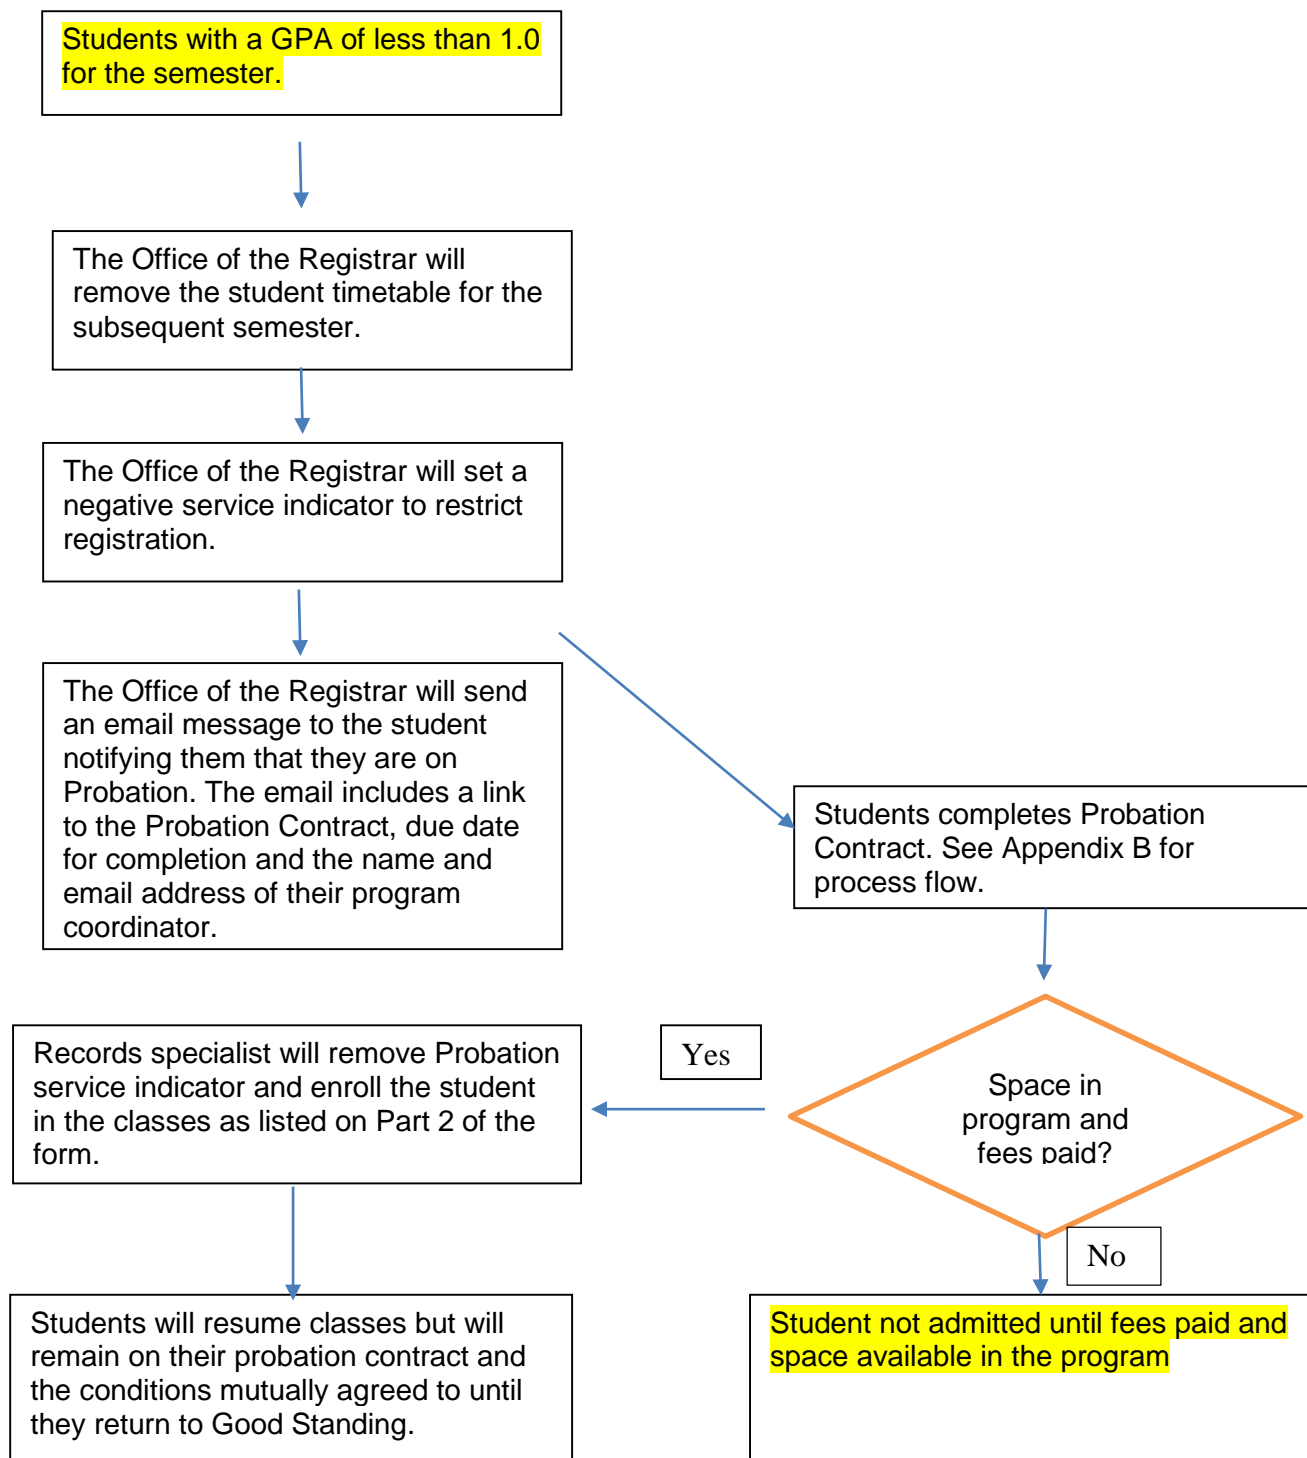 Students with a GPA of less than 1.0
for the semester.
The Office of the Registrar will
remove the student timetable for the
subsequent semester.
The Office of the Registrar will set a
negative service indicator to restrict
registration.
The Office of the Registrar will send
an email message to the student
notifying them that they are on
Probation. The email includes a link
to the Probation Contract, due date
for completion and the name and
email address of their program
coordinator.
Students completes Probation
Contract. See Appendix B for
process flow.
Space in
program and
fees paid?
Yes
Records specialist will remove Probation
service indicator and enroll the student
in the classes as listed on Part 2 of the
form.
Students will resume classes but will
remain on their probation contract and
the conditions mutually agreed to until
they return to Good Standing.
No
Student not admitted until fees paid and
space available in the program